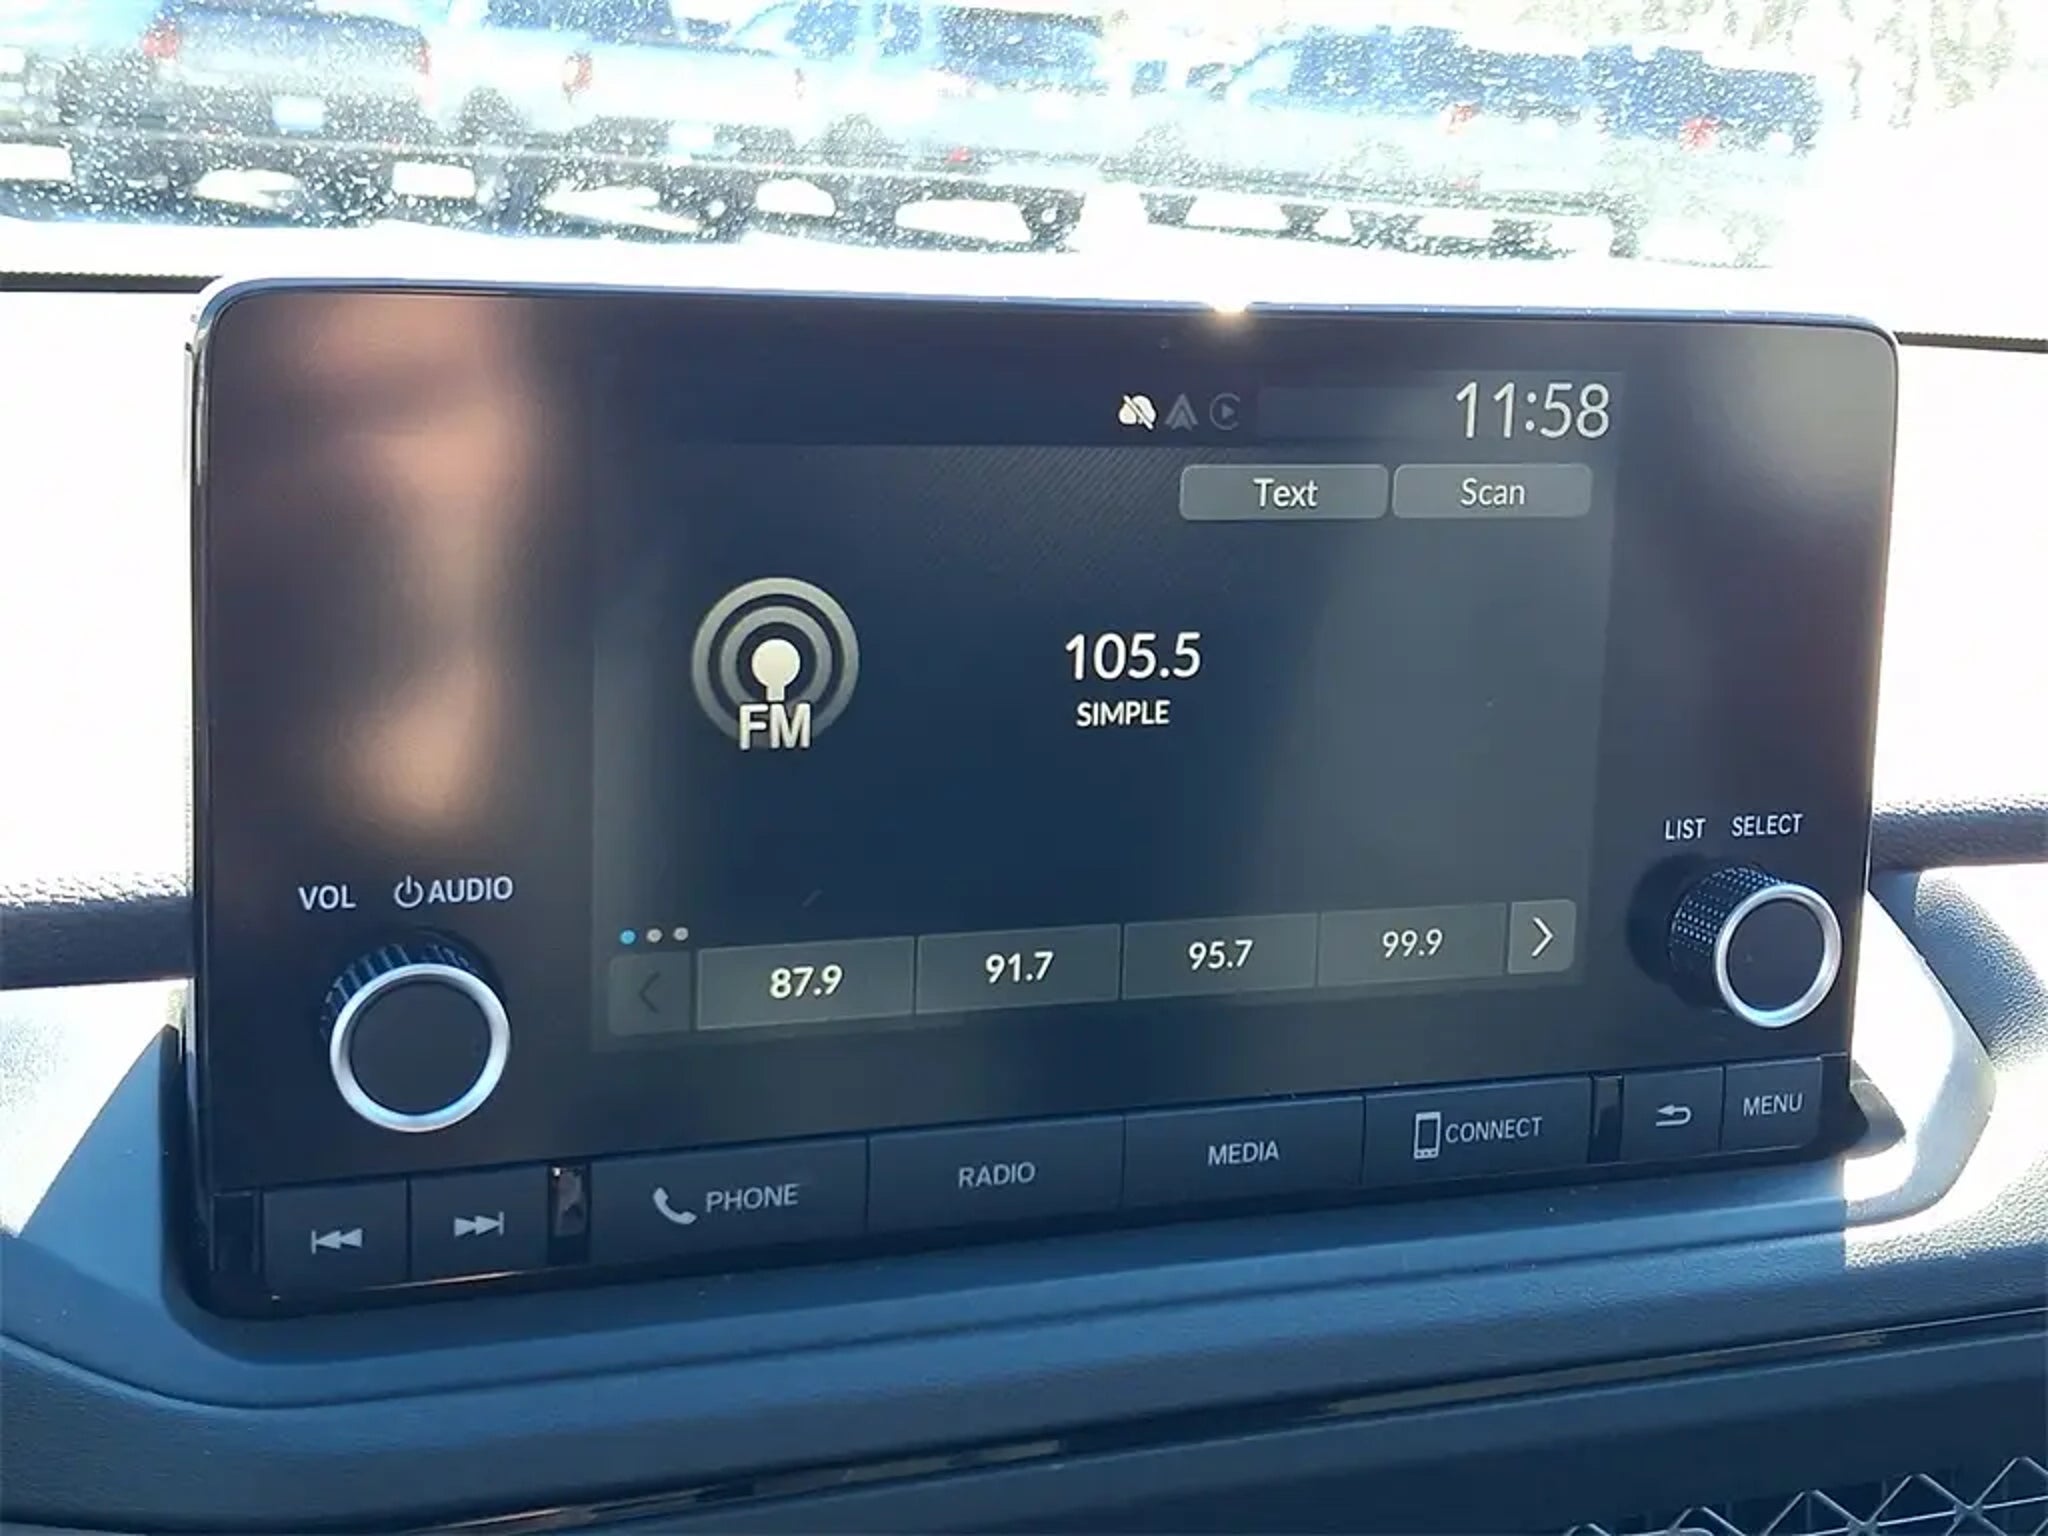 11:58
Text Scan
FM
105.5
SIMPLE
LIST SELECT
VOL AUDIO
87.9 91.7 95.7 99.9
PHONE RADIO MEDIA CONNECT MENU